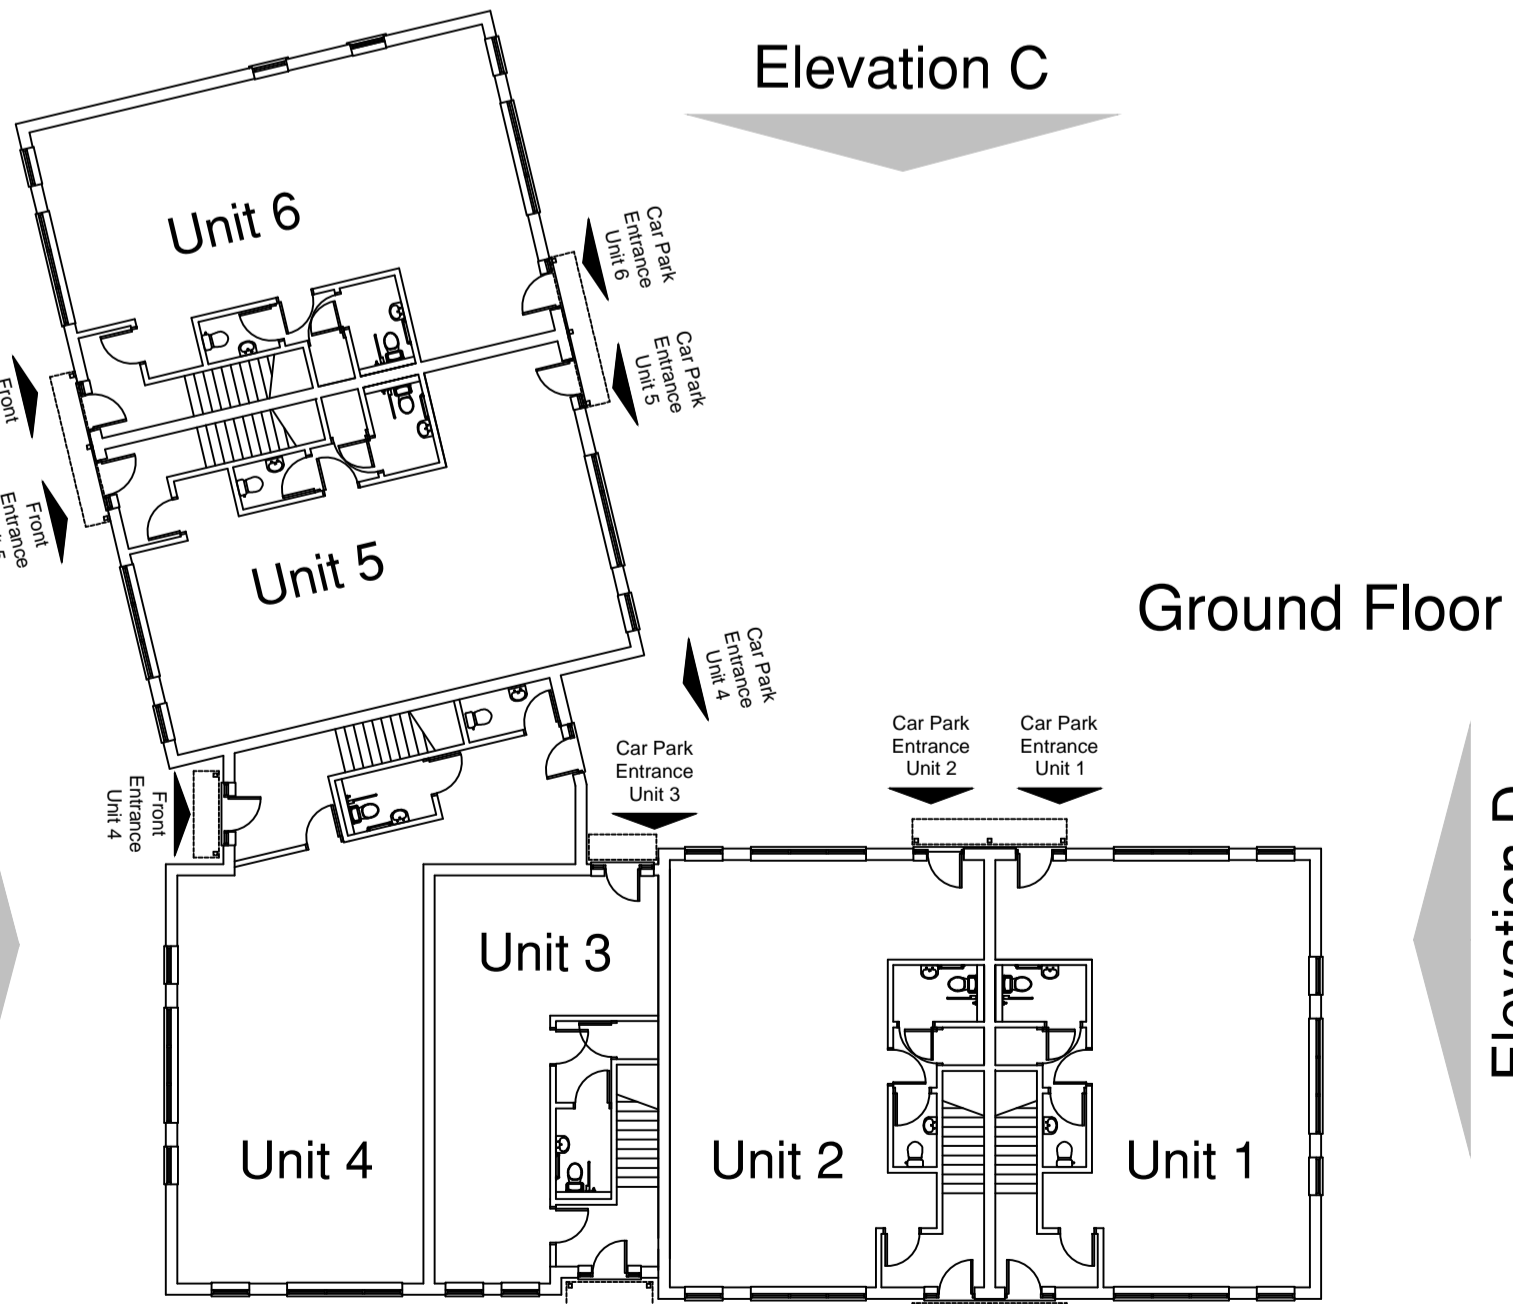 Elevation C
Unit 6
Car Park
Entrance
Unit 6
Car Park
Entrance
Unit 5
Front
Front
Entrance
Unit 5
Ground Floor
Car Park
Entrance
Unit 4
Car Park
Entrance
Unit 3
Car Park
Entrance
Unit 2
Car Park
Entrance
Unit 1
Front
Entrance
Unit 4
Elevation D
Unit 3
Unit 4
Unit 2
Unit 1